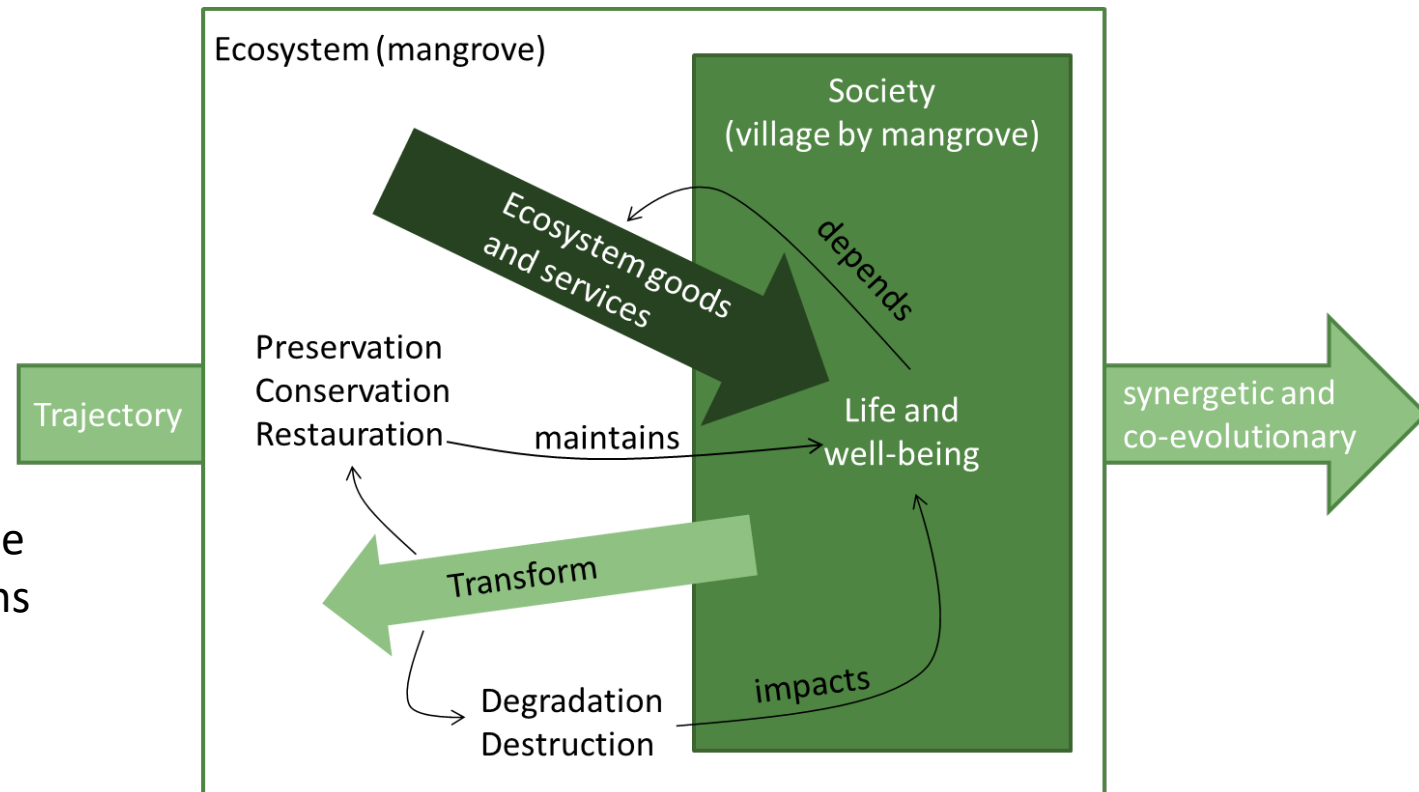 Ecosystem (mangrove)
Society
(village by mangrove)
Ecosystem goods
and services
depends
Preservation
Conservation
Restauration
maintains
Life and
well-being
Trajectory
synergetic and
co-evolutionary
Transform
Degradation
Destruction
impacts